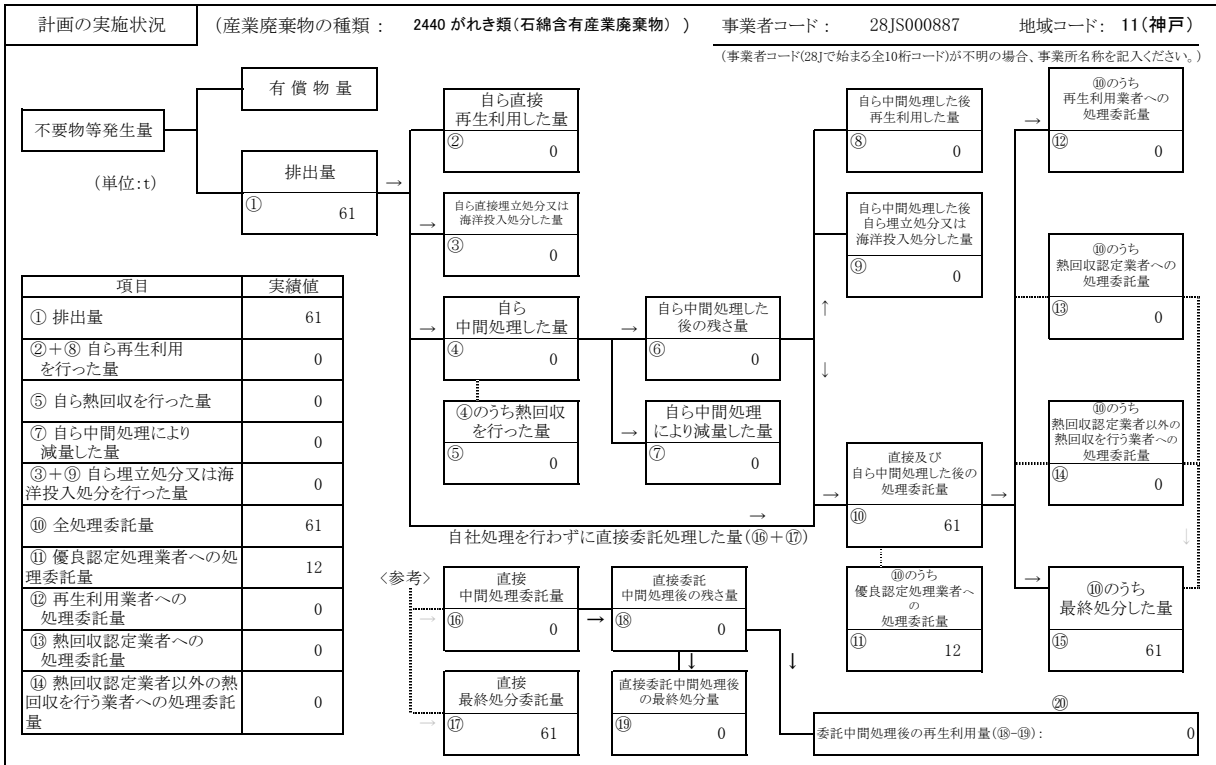 計画の実施状況
(産業廃棄物の種類： 2440 がれき類(石綿含有産業廃棄物) )
事業者コード： 28JS000887
地域コード： 11(神戸)
(事業者コード(28Jで始まる全10桁コード)が不明の場合、事業所名称を記入ください。)
不要物等発生量
(単位:t)
有償物量
排出量
①
61
→
自ら直接
再生利用した量
②
0
→
自ら直接埋立処分又は
海洋投入処分した量
③
0
→
自ら
中間処理した量
④
0
④のうち熱回収
を行った量
⑤
0
→
自ら中間処理した
後の残さ量
⑥
0
→
自ら中間処理
により減量した量
⑦
0
自ら中間処理した後
再生利用した量
⑧
0
自ら中間処理した後
自ら埋立処分又は
海洋投入処分した量
⑨
0
↑
↓
→
直接及び
自ら中間処理した後の
処理委託量
⑩
61
→
⑩のうち
優良認定処理業者へ
の
処理委託量
⑪
12
→
⑩のうち
再生利用業者への
処理委託量
⑫
0
⑩のうち
熱回収認定業者への
処理委託量
⑬
0
⑩のうち
熱回収認定業者以外の
熱回収を行う業者への
処理委託量
⑭
0
↓
→
⑩のうち
最終処分した量
⑮
61
→
自社処理を行わずに直接委託処理した量(⑯＋⑰)
項目 実績値
① 排出量 61
②＋⑧ 自ら再生利用
を行った量 0
⑤ 自ら熱回収を行った量 0
⑦ 自ら中間処理により
減量した量 0
③＋⑨ 自ら埋立処分又は海
洋投入処分を行った量 0
⑩ 全処理委託量 61
⑪ 優良認定処理業者への処
理委託量 12
⑫ 再生利用業者への
処理委託量 0
⑬ 熱回収認定業者への
処理委託量 0
⑭ 熱回収認定業者以外の熱
回収を行う業者への処理委託
量 0
〈参考〉
→
直接
中間処理委託量
⑯
0
→
直接委託
中間処理後の残さ量
⑱
0
→
直接
最終処分委託量
⑰
61
↓
直接委託中間処理後
の最終処分量
⑲
0
↓
⑳
委託中間処理後の再生利用量(⑱-⑲)： 0